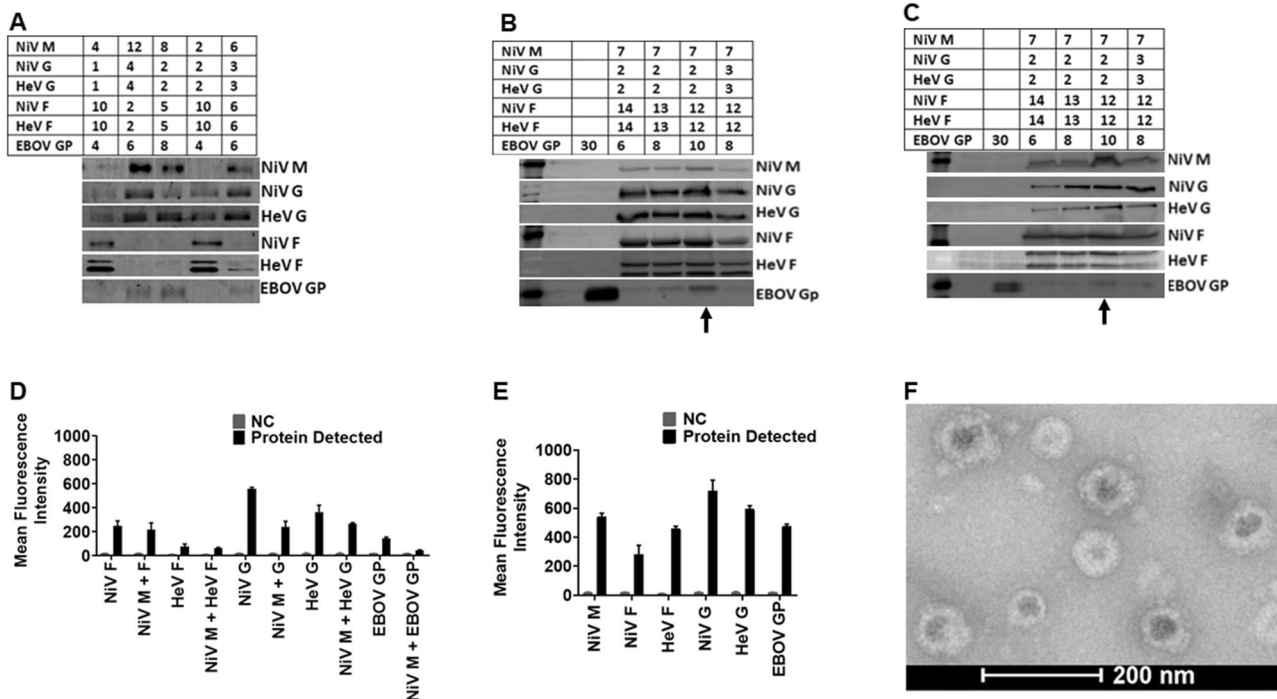 A
NiV M 4 12 8 2 6
NiV G 1 4 2 2 3
HeV G 1 4 2 2 3
NiV F 10 2 5 10 6
HeV F 10 2 5 10 6
EBOV GP 4 6 8 4 6
NiV M
NiV G
HeV G
NiV F
HeV F
EBOV GP
B
NiV M 7 7 7 7
NiV G 2 2 2 3
HeV G 2 2 2 3
NiV F 14 13 12 12
HeV F 14 13 12 12
EBOV GP 30 6 8 10 8
NiV M
NiV G
HeV G
NiV F
HeV F
EBOV Gp
C
NiV M 7 7 7 7
NiV G 2 2 2 3
HeV G 2 2 2 3
NiV F 14 13 12 12
HeV F 14 13 12 12
EBOV GP 30 6 8 10 8
NiV M
NiV G
HeV G
NiV F
HeV F
EBOV GP
D
NC
Protein Detected
Mean Fluorescence
Intensity
1000
800
600
400
200
0
NiV F
NiV M + F
HeV F
NiV M + HeV F
NiV G
NiV M + G
HeV G
NiV M + HeV G
EBOV GP
NiV M + EBOV GP
E
NC
Protein Detected
Mean Fluorescence
Intensity
1000
800
600
400
200
0
NiV M
NiV F
HeV F
NiV G
HeV G
EBOV GP
F
200 nm